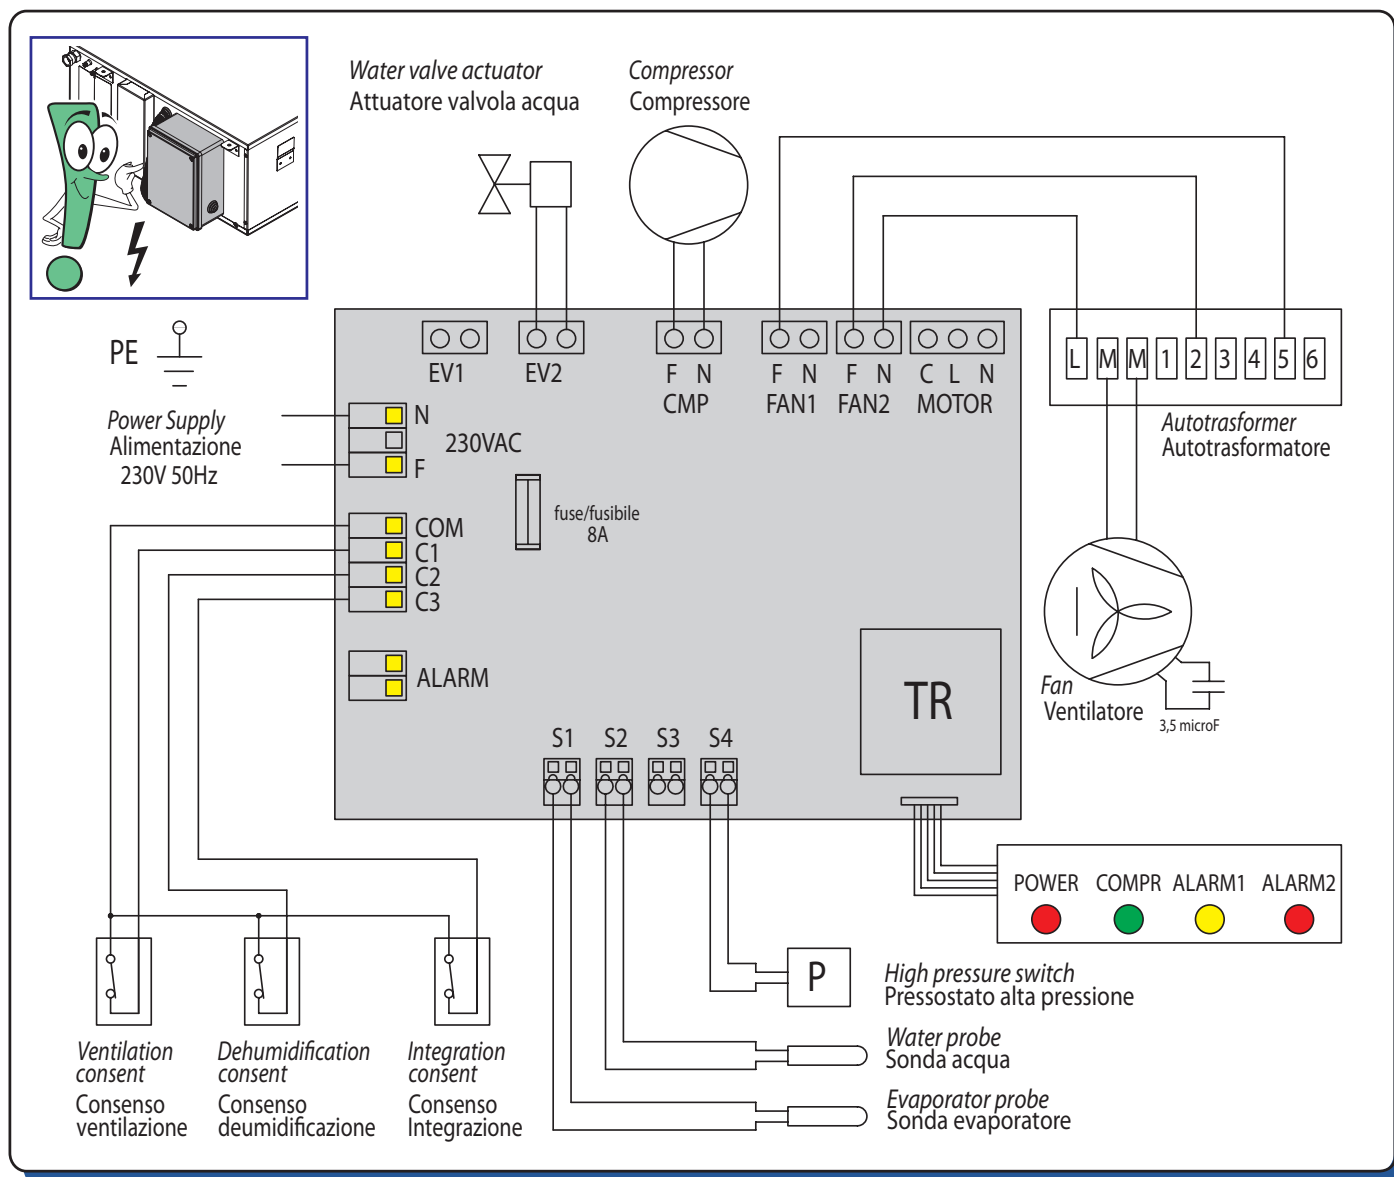 Water valve actuator
Attuatore valvola acqua
Compressor
Compressore
PE
Power Supply
Alimentazione
230V 50Hz
EV1
EV2
F N
CMP
F N
FAN1
F N
FAN2
C L N
MOTOR
L M M 1 2 3 4 5 6
Autotrasformer
Autotrasformatore
N
230VAC
F
fuse/fusibile
8A
COM
C1
C2
C3
ALARM
S1 S2 S3 S4
TR
Fan
Ventilatore
3,5 microF
POWER COMPR ALARM1 ALARM2
P
High pressure switch
Pressostato alta pressione
Water probe
Sonda acqua
Evaporator probe
Sonda evaporatore
Ventilation
consent
Consenso
ventilazione
Dehumidification
consent
Consenso
deumidificazione
Integration
consent
Consenso
Integrazione